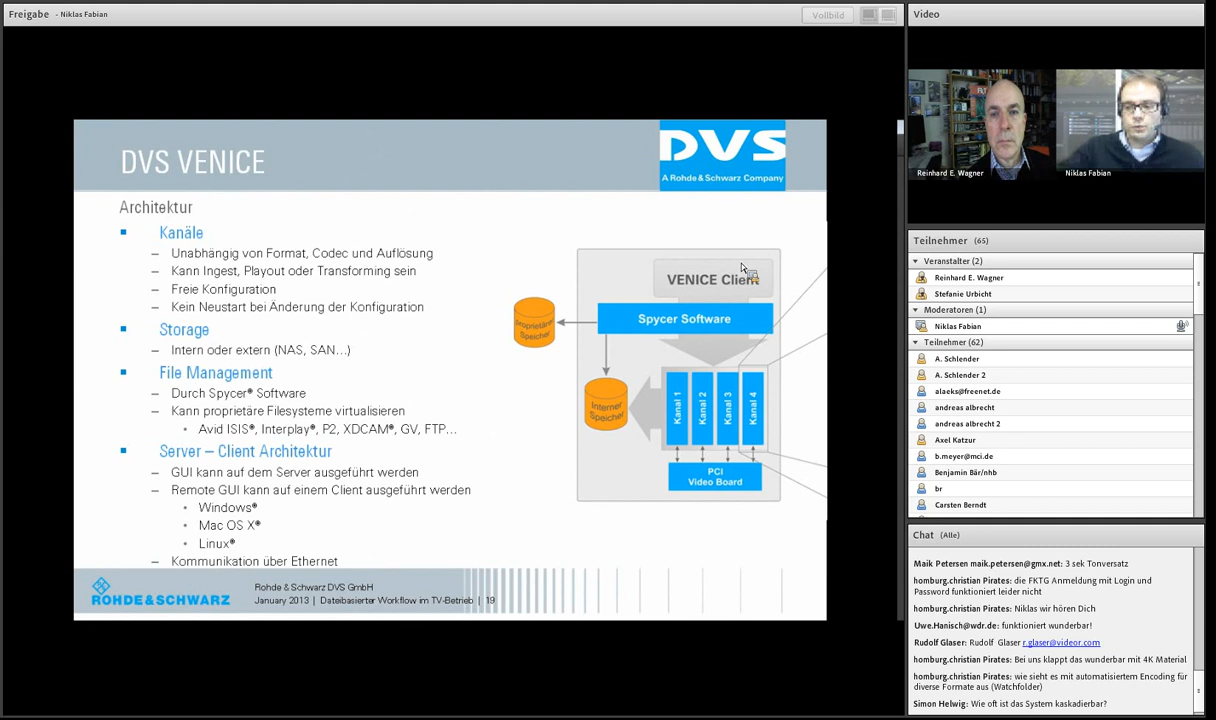 Freigabe - Niklas Fabian
Vollbild
DVS VENICE
DVS
A Rohde & Schwarz Company
Architektur
Kanäle
– Unabhängig von Format, Codec und Auflösung
– Kann Ingest, Playout oder Transforming sein
– Freie Konfiguration
– Kein Neustart bei Änderung der Konfiguration
Storage
– Intern oder extern (NAS, SAN...)
File Management
– Durch Spycer® Software
– Kann proprietäre Filesysteme virtualisieren
• Avid ISIS®, Interplay®, P2, XDCAM®, GV, FTP...
Server – Client Architektur
– GUI kann auf dem Server ausgeführt werden
– Remote GUI kann auf einem Client ausgeführt werden
• Windows®
• Mac OS X®
• Linux®
– Kommunikation über Ethernet
VENICE Client
Spycer Software
Proprietärer
Speicher
Interner
Speicher
Kanal 1
Kanal 2
Kanal 3
Kanal 4
PCI
Video Board
ROHDE & SCHWARZ
Rohde & Schwarz DVS GmbH
January 2013 | Dateibasierter Workflow im TV-Betrieb | 19
Video
Reinhard E. Wagner
Niklas Fabian
Teilnehmer (65)
Veranstalter (2)
Reinhard E. Wagner
Stefanie Urbicht
Moderatoren (1)
Niklas Fabian
Teilnehmer (62)
A. Schlender
A. Schlender 2
alaeks@freenet.de
andreas albrecht
andreas albrecht 2
Axel Katzur
b.meyer@mci.de
Benjamin Bär/nhb
br
Carsten Berndt
Chat (Alle)
Maik Petersen maik.petersen@gmx.net: 3 sek Tonversatz
homburg.christian Pirates: die FKTG Anmeldung mit Login und
Password funktioniert leider nicht
homburg.christian Pirates: Niklas wir hören Dich
Uwe.Hanisch@wdr.de: funktioniert wunderbar!
Rudolf Glaser: Rudolf Glaser r.glaser@videor.com
homburg.christian Pirates: Bei uns klappt das wunderbar mit 4K Material
homburg.christian Pirates: wie sieht es mit automatisiertem Encoding für
diverse Formate aus (Watchfolder)
Simon Helwig: Wie oft ist das System kaskadierbar?